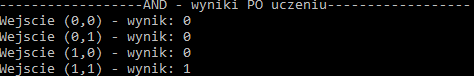 ------------------AND - wyniki PO uczeniu------------------
Wejscie (0,0) - wynik: 0
Wejscie (0,1) - wynik: 0
Wejscie (1,0) - wynik: 0
Wejscie (1,1) - wynik: 1